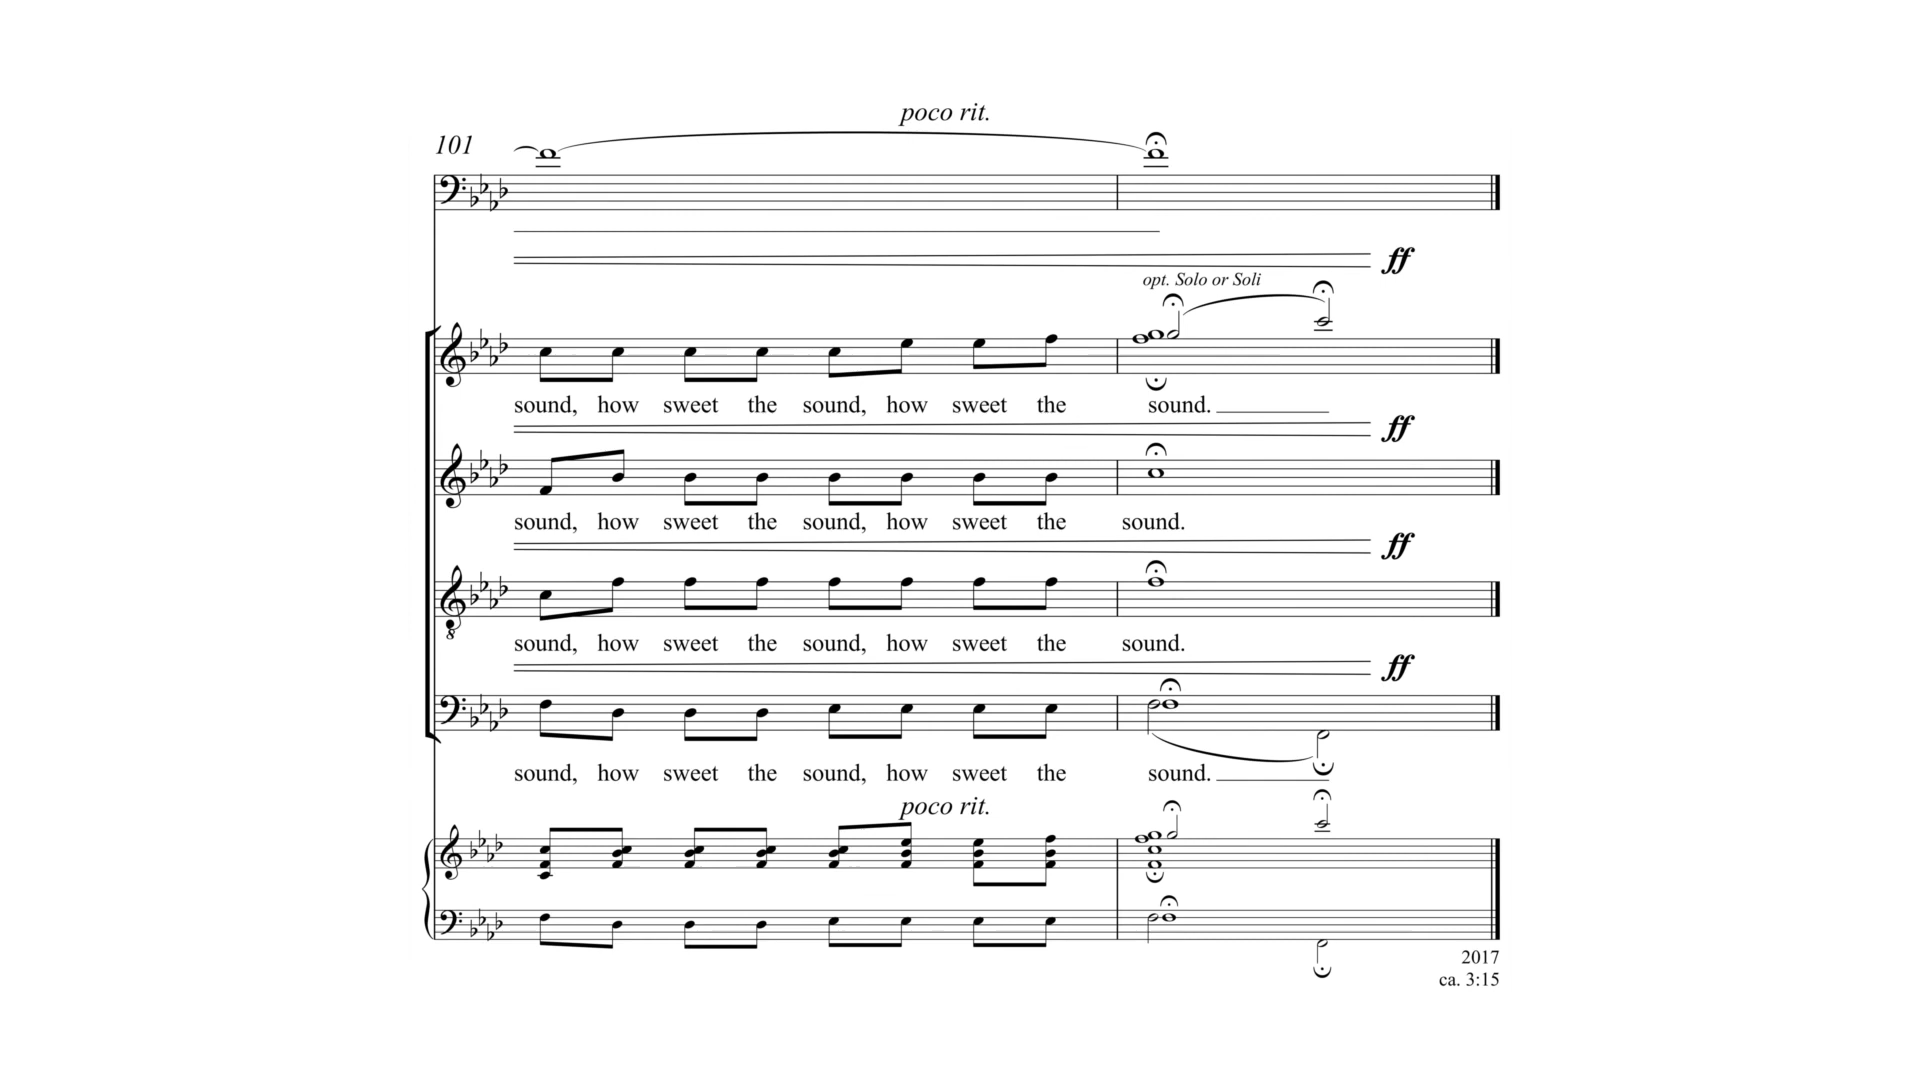 poco rit.
101
ff
opt. Solo or Soli
sound, how sweet the sound, how sweet the sound.
ff
sound, how sweet the sound, how sweet the sound.
ff
sound, how sweet the sound, how sweet the sound.
ff
sound, how sweet the sound, how sweet the sound.
poco rit.
2017
ca. 3:15